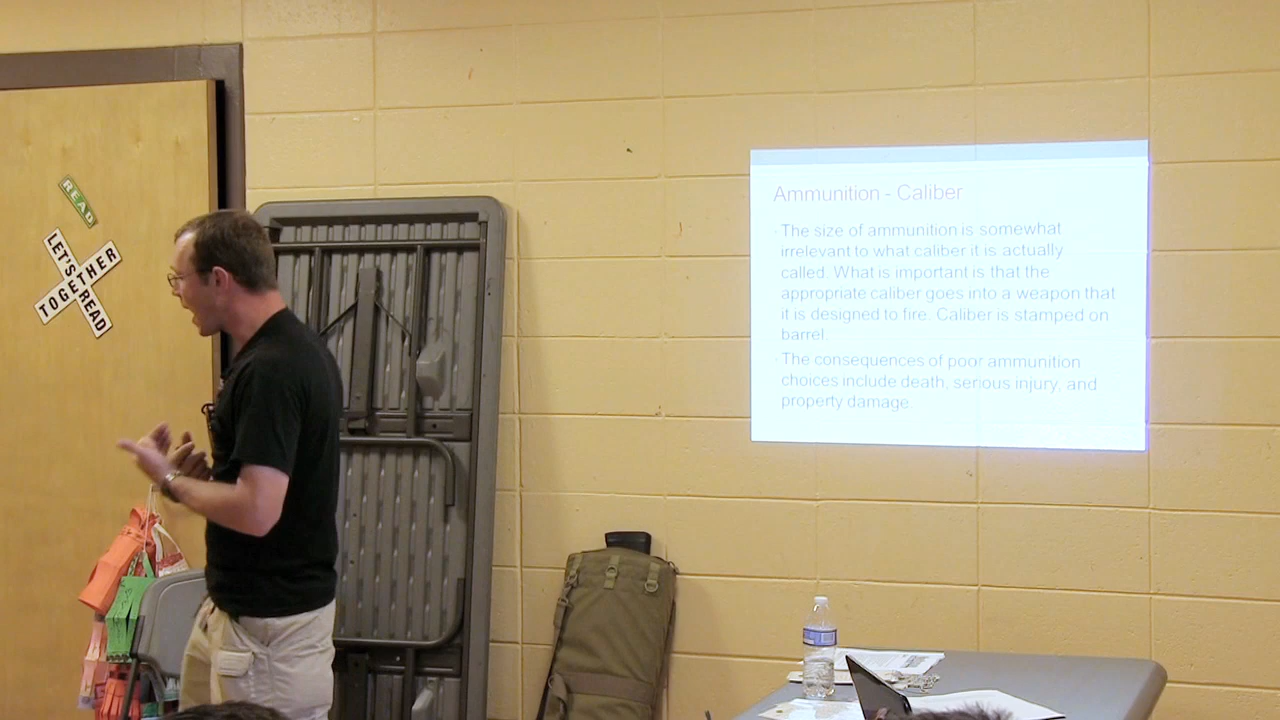 READ
LET'S READ
TOGETHER
Ammunition - Caliber
The size of ammunition is somewhat
irrelevant to what caliber it is actually
called. What is important is that the
appropriate caliber goes into a weapon that
it is designed to fire. Caliber is stamped on
barrel.
The consequences of poor ammunition
choices include death, serious injury, and
property damage.